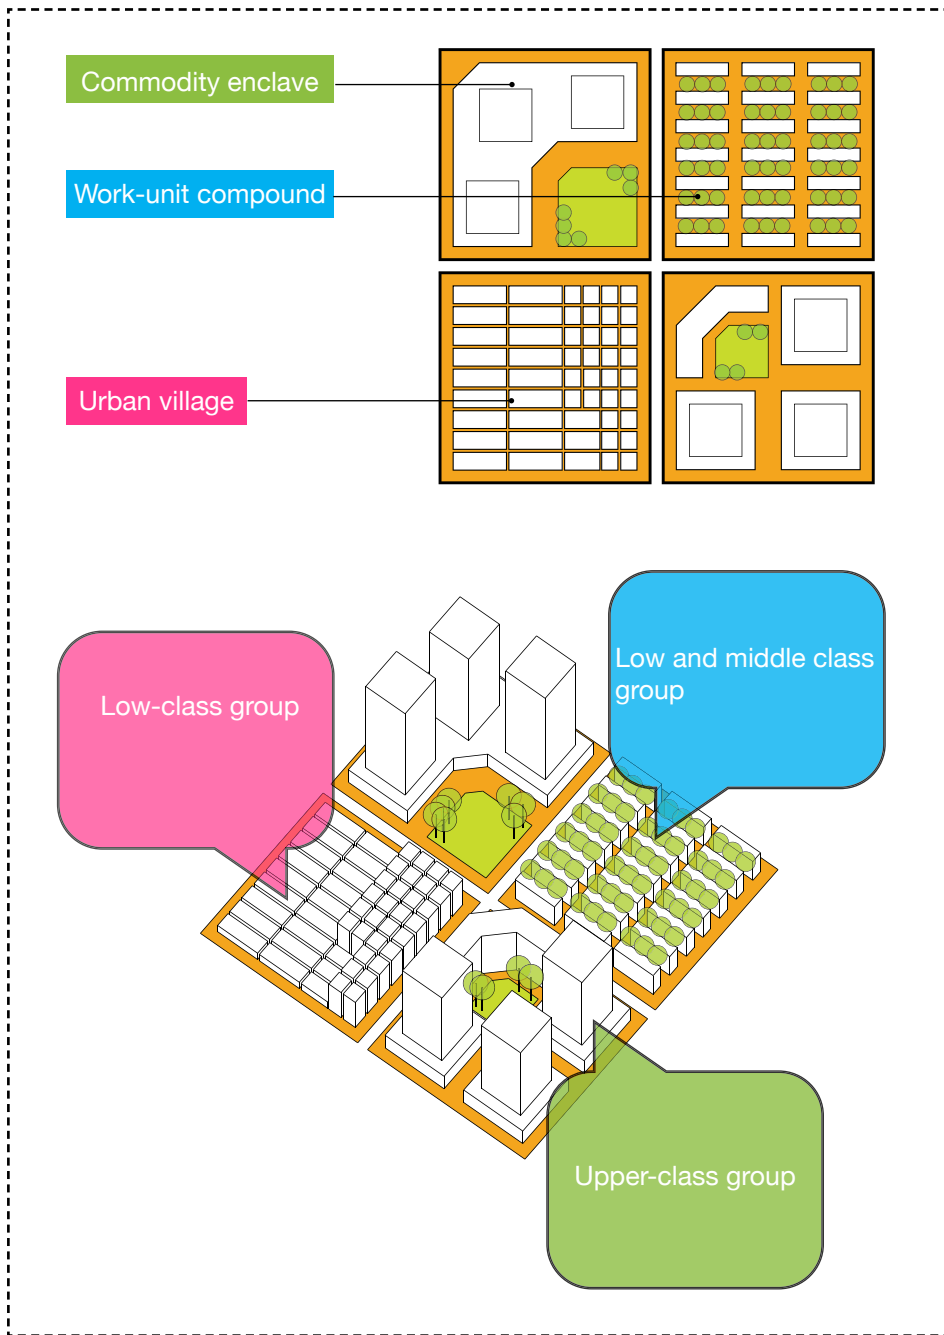 Commodity enclave
Work-unit compound
Urban village
Low and middle class
group
Low-class group
Upper-class group